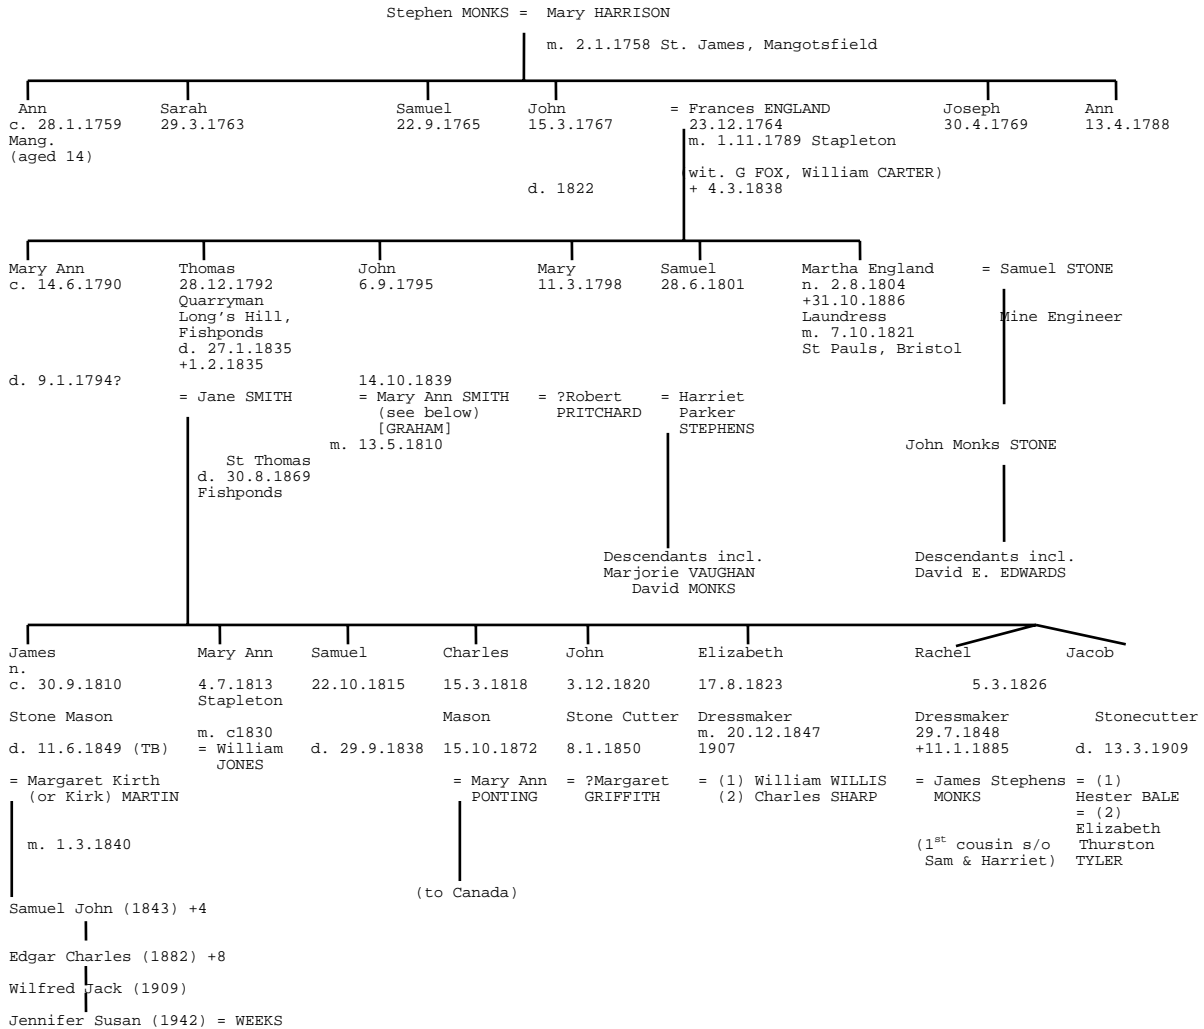 Stephen MONKS = Mary HARRISON
m. 2.1.1758 St. James, Mangotsfield
Ann Sarah Samuel John = Frances ENGLAND Joseph Ann
c. 28.1.1759 29.3.1763 22.9.1765 15.3.1767 23.12.1764 30.4.1769 13.4.1788
Mang. m. 1.11.1789 Stapleton
(aged 14)
(wit. G FOX, William CARTER)
d. 1822 + 4.3.1838
Mary Ann Thomas John Mary Samuel Martha England = Samuel STONE
c. 14.6.1790 28.12.1792 6.9.1795 11.3.1798 28.6.1801 n. 2.8.1804
Quarryman +31.10.1886
Long's Hill, Laundress Mine Engineer
Fishponds m. 7.10.1821
d. 27.1.1835 St Pauls, Bristol
+1.2.1835
d. 9.1.1794? 14.10.1839
= Jane SMITH = Mary Ann SMITH = ?Robert = Harriet
(see below) PRITCHARD Parker
[GRAHAM] STEPHENS
m. 13.5.1810 John Monks STONE
St Thomas
d. 30.8.1869
Fishponds
Descendants incl. Descendants incl.
Marjorie VAUGHAN David E. EDWARDS
David MONKS
James Mary Ann Samuel Charles John Elizabeth Rachel Jacob
n.
c. 30.9.1810 4.7.1813 22.10.1815 15.3.1818 3.12.1820 17.8.1823 5.3.1826
Stapleton
Stone Mason Mason Stone Cutter Dressmaker Dressmaker Stonecutter
m. c1830 m. 20.12.1847 29.7.1848
d. 11.6.1849 (TB) = William d. 29.9.1838 15.10.1872 8.1.1850 1907 +11.1.1885 d. 13.3.1909
JONES
= Margaret Kirth = Mary Ann = ?Margaret = (1) William WILLIS = James Stephens = (1)
(or Kirk) MARTIN PONTING GRIFFITH (2) Charles SHARP MONKS Hester BALE
= (2)
Elizabeth
m. 1.3.1840 (1st cousin s/o Thurston
Sam & Harriet) TYLER
(to Canada)
Samuel John (1843) +4
Edgar Charles (1882) +8
Wilfred Jack (1909)
Jennifer Susan (1942) = WEEKS